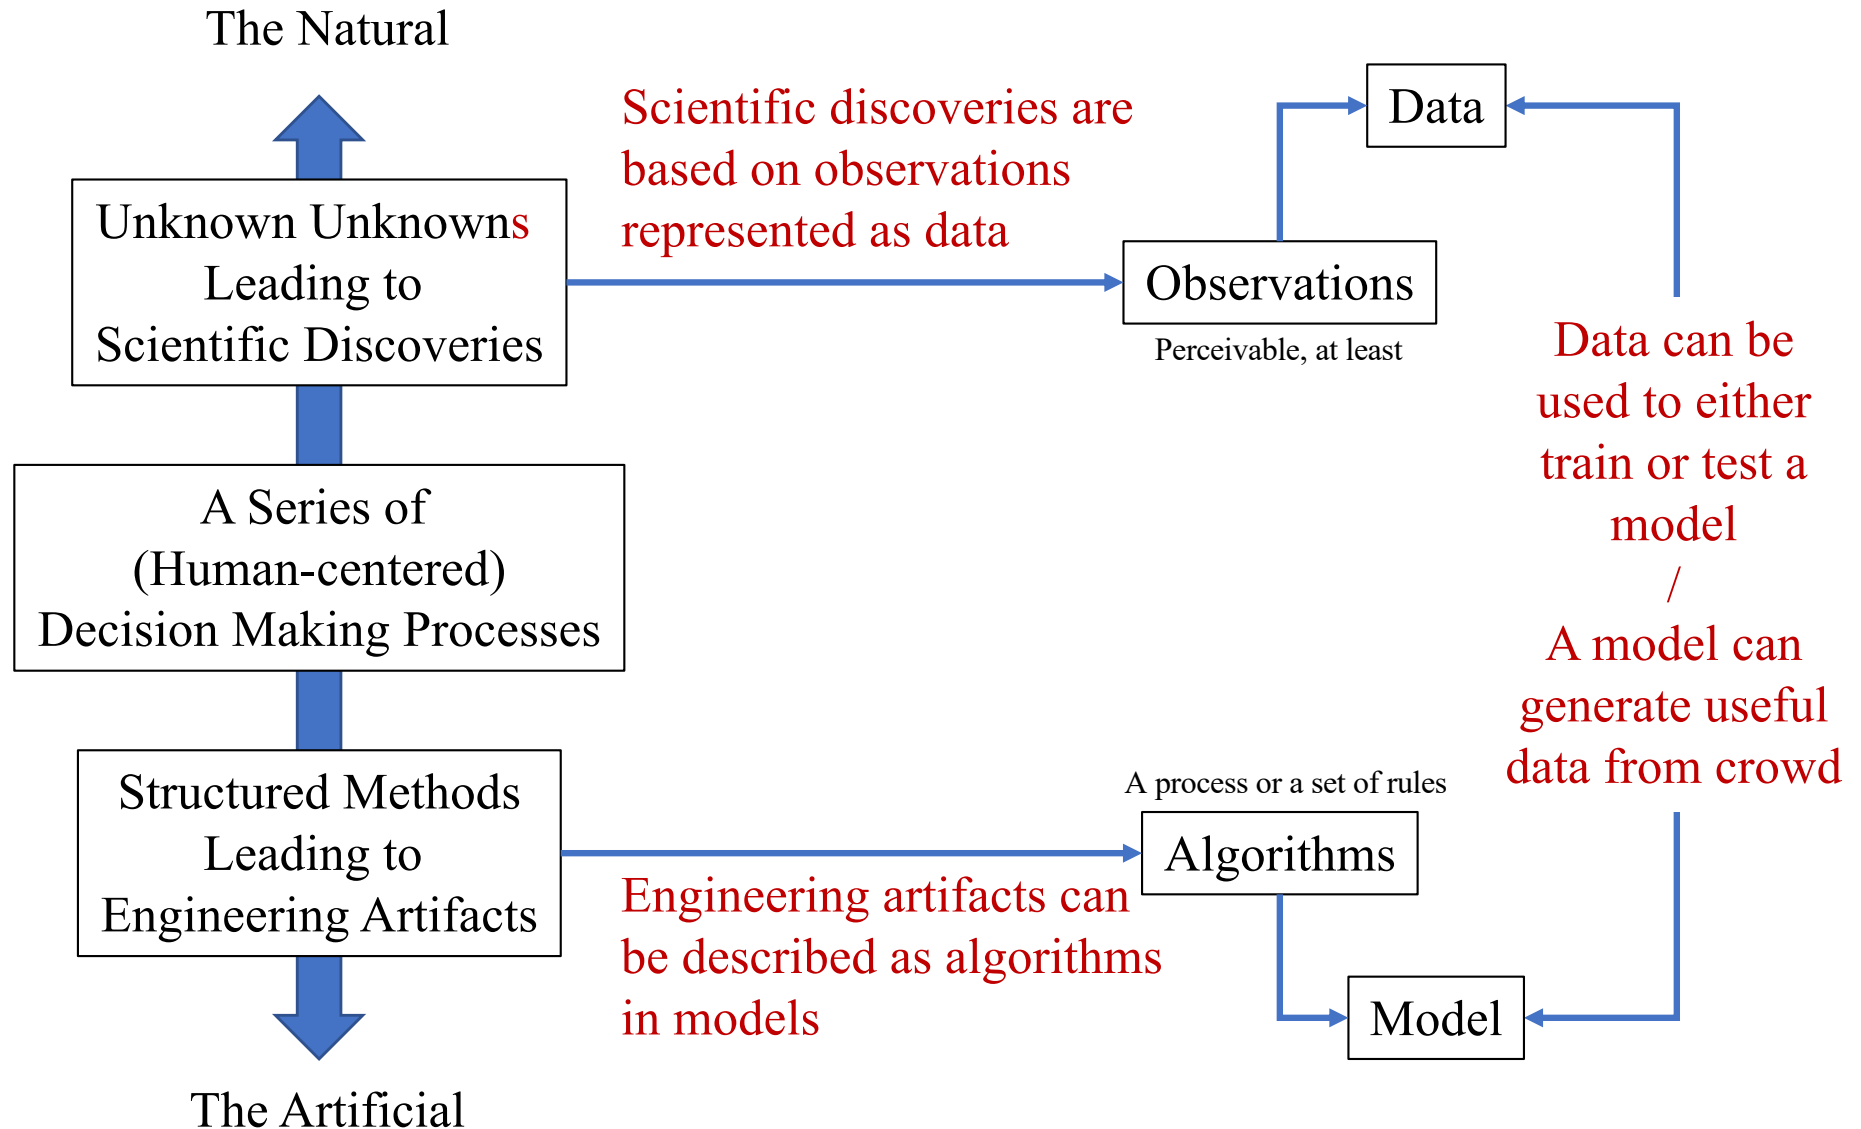 The Natural
Unknown Unknowns
Leading to
Scientific Discoveries
A Series of
(Human-centered)
Decision Making Processes
Structured Methods
Leading to
Engineering Artifacts
The Artificial
Scientific discoveries are
based on observations
represented as data
Data
Observations
Perceivable, at least
Data can be
used to either
train or test a
model
/
A model can
generate useful
data from crowd
A process or a set of rules
Algorithms
Engineering artifacts can
be described as algorithms
in models
Model